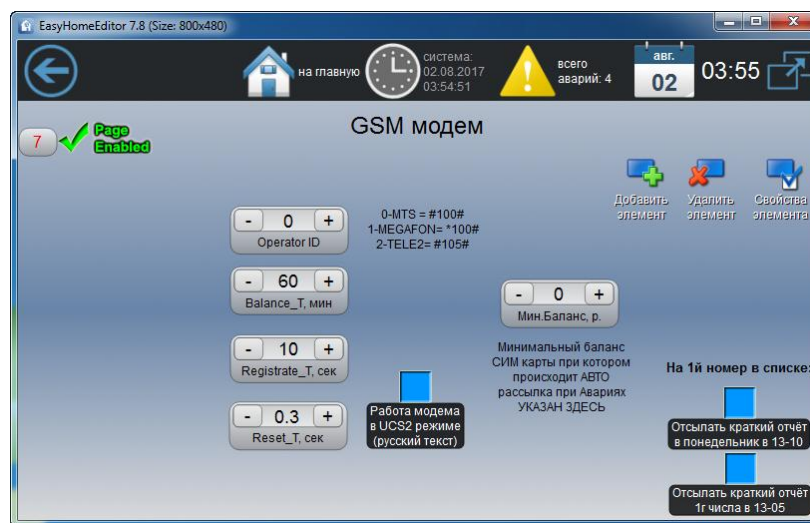 EasyHomeEditor 7.8 (Size: 800x480)
на главную
система:
02.08.2017
03:54:51
всего
аварий: 4
авг.
02
03:55
7
Page
Enabled
GSM модем
Добавить
элемент
Удалить
элемент
Свойства
элемента
- 0 +
Operator ID
0-MTS = #100#
1-MEGAFON= *100#
2-TELE2= #105#
- 60 +
Balance_T, мин
- 0 +
Мин.Баланс, р.
- 10 +
Registrate_T, сек
Минимальный баланс
СИМ карты при котором
происходит АВТО
рассылка при Авариях
УКАЗАН ЗДЕСЬ
На 1й номер в списке:
- 0.3 +
Reset_T, сек
Работа модема
в UCS2 режиме
(русский текст)
Отсылать краткий отчёт
в понедельник в 13-10
Отсылать краткий отчёт
1г числа в 13-05